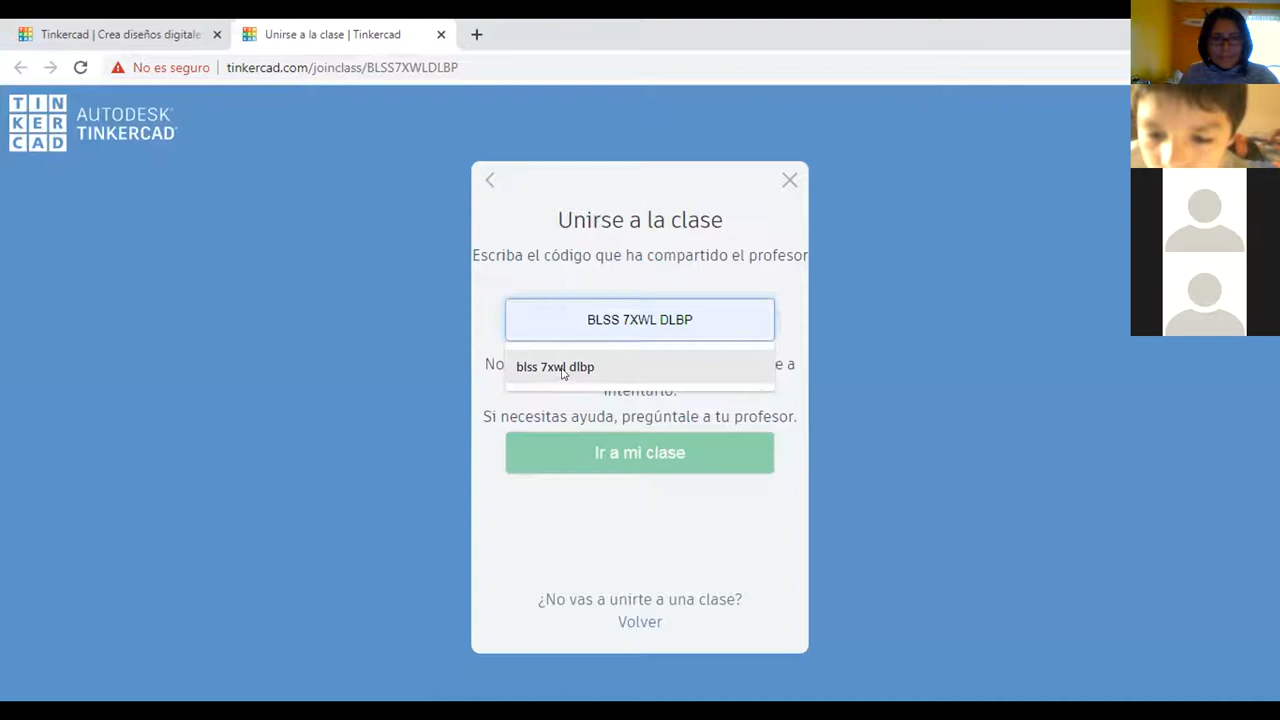 Tinkercad | Crea diseños digitale
Unirse a la clase | Tinkercad
No es seguro
tinkercad.com/joinclass/BLSS7XWLDLBP
TIN
KER
CAD
AUTODESK®
TINKERCAD®
Unirse a la clase
Escriba el código que ha compartido el profesor
BLSS 7XWL DLBP
blss 7xwl dlbp
No
e a
intentarlo.
Si necesitas ayuda, pregúntale a tu profesor.
Ir a mi clase
¿No vas a unirte a una clase?
Volver